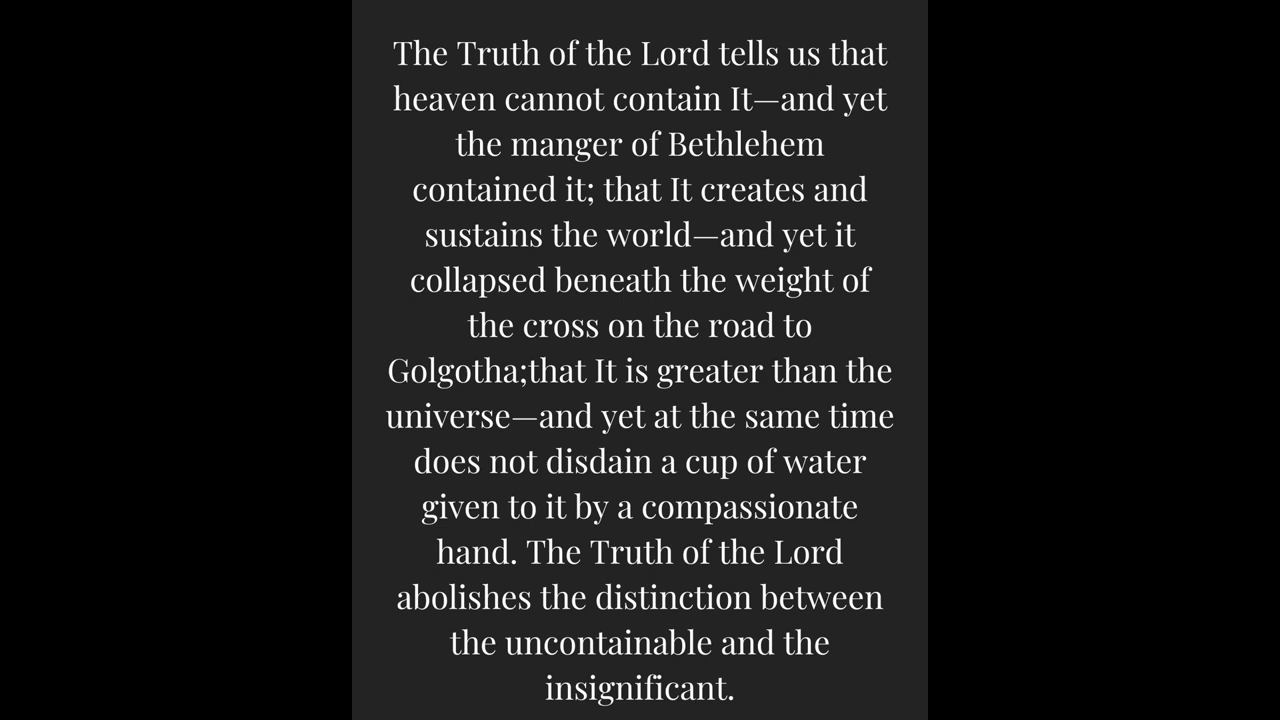 The Truth of the Lord tells us that
heaven cannot contain It—and yet
the manger of Bethlehem
contained it; that It creates and
sustains the world—and yet it
collapsed beneath the weight of
the cross on the road to
Golgotha;that It is greater than the
universe—and yet at the same time
does not disdain a cup of water
given to it by a compassionate
hand. The Truth of the Lord
abolishes the distinction between
the uncontainable and the
insignificant.